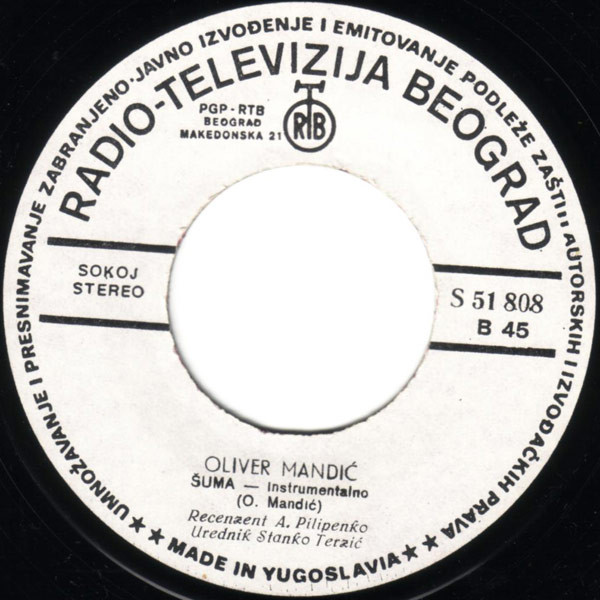 UMNOŽAVANJE I PRESNIMAVANJE ZABRANJENO·JAVNO IZVOĐENJE I EMITOVANJE PODLEŽE ZAŠTITI AUTORSKIH I IZVOĐAČKIH PRAVA
RADIO-TELEVIZIJA BEOGRAD
PGP-RTB
BEOGRAD
MAKEDONSKA 21
RTB
SOKOJ
STEREO
S 51 808
B 45
OLIVER MANDIĆ
ŠUMA — Instrumentalno
(O. Mandić)
Recenzent A. Pilipenko
Urednik Stanko Terzić
★★ MADE IN YUGOSLAVIA ★★